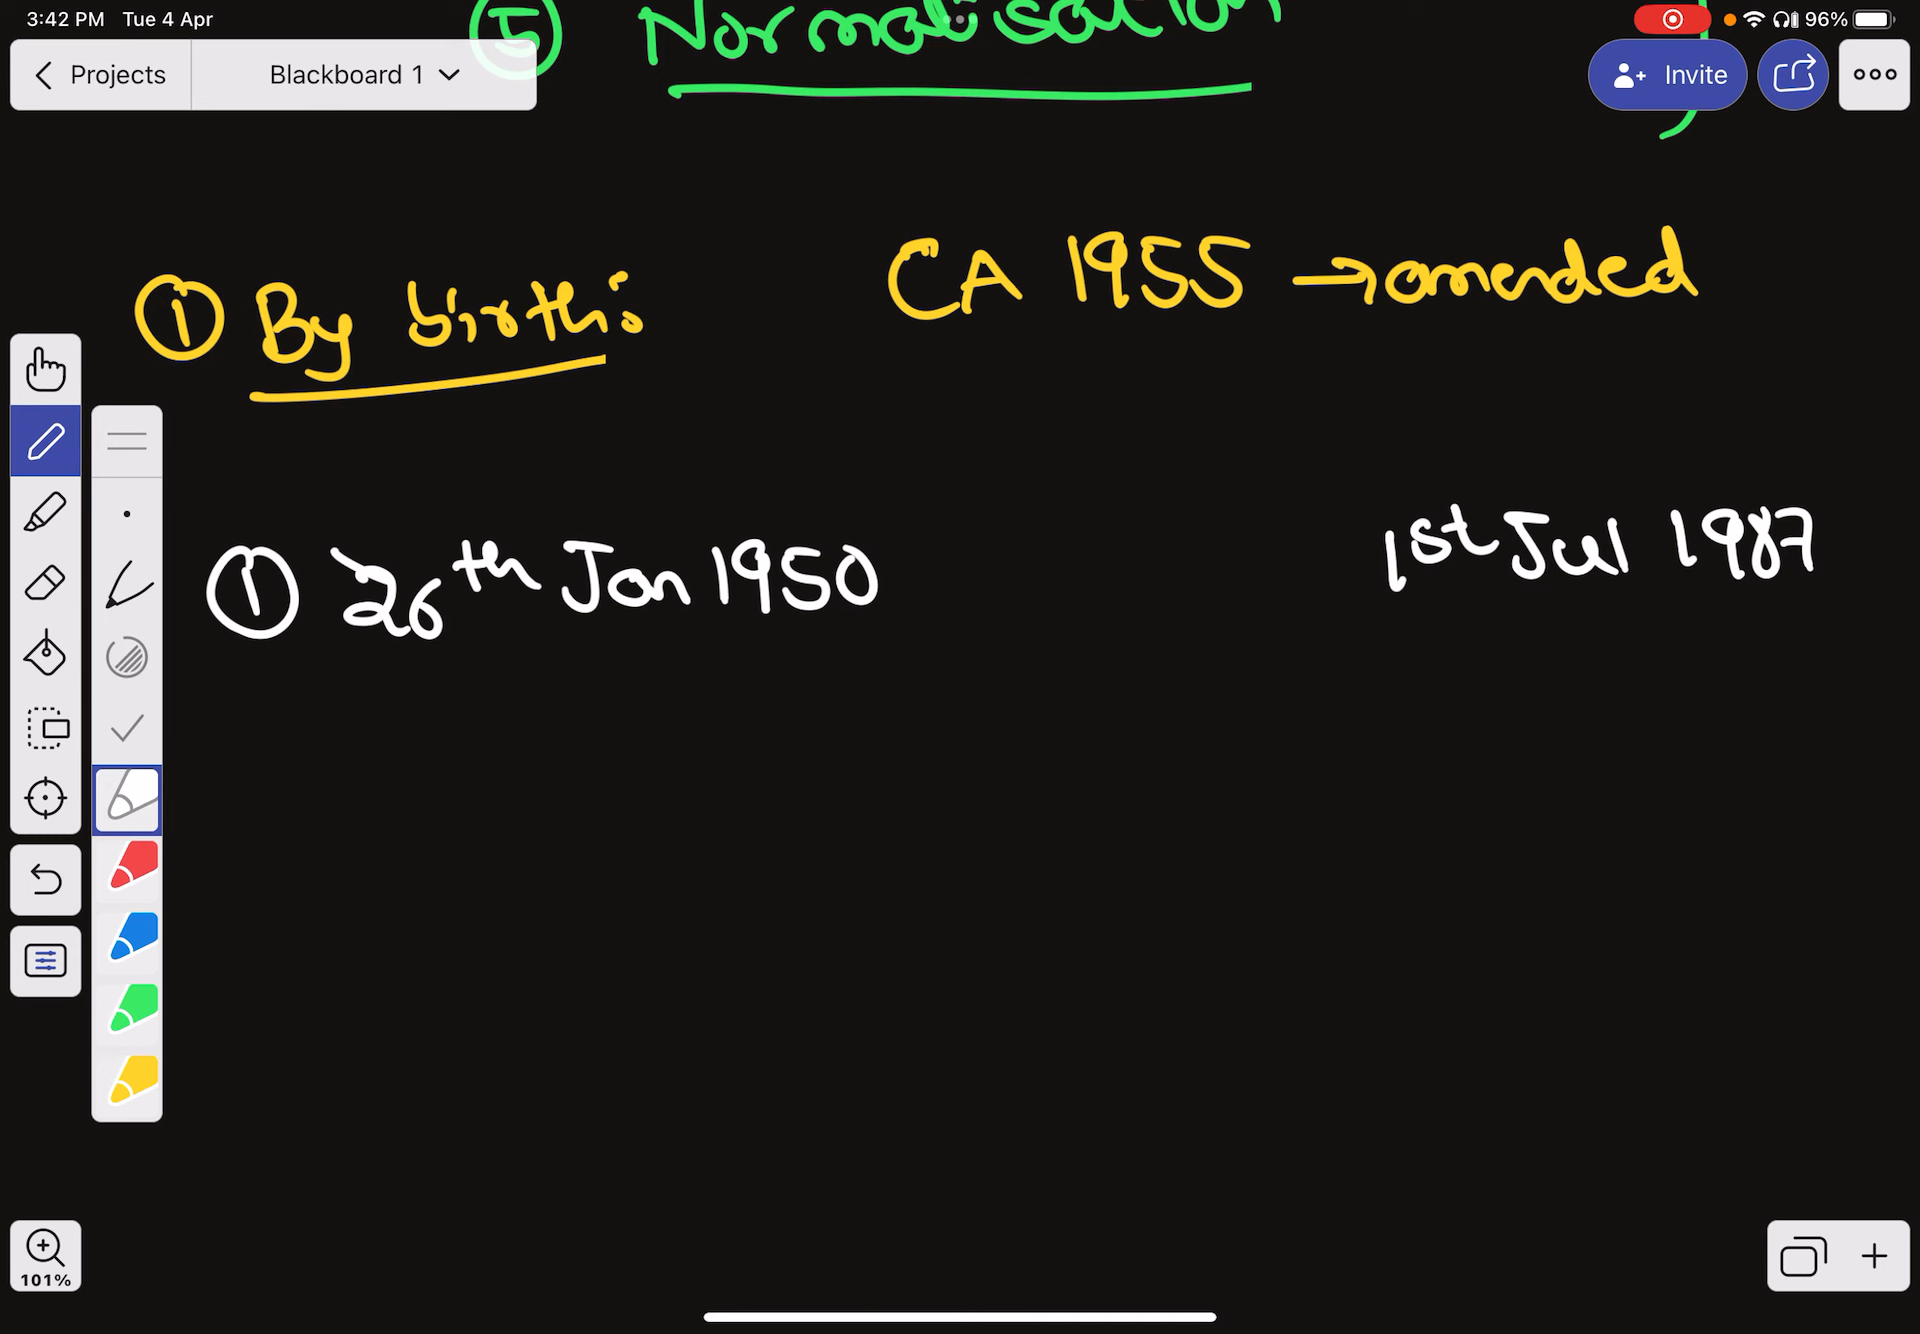 3:42 PM Tue 4 Apr
96%
Projects
Blackboard 1
Invite
5 Normalisation
1 By birth:
CA 1955 → amended
1 26th Jan 1950
1st Jul 1987
101%